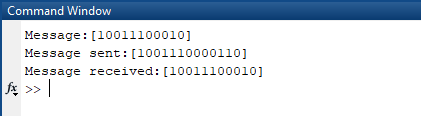 Command Window
Message:[10011100010]
Message sent:[1001110000110]
Message received:[10011100010]
fx >>